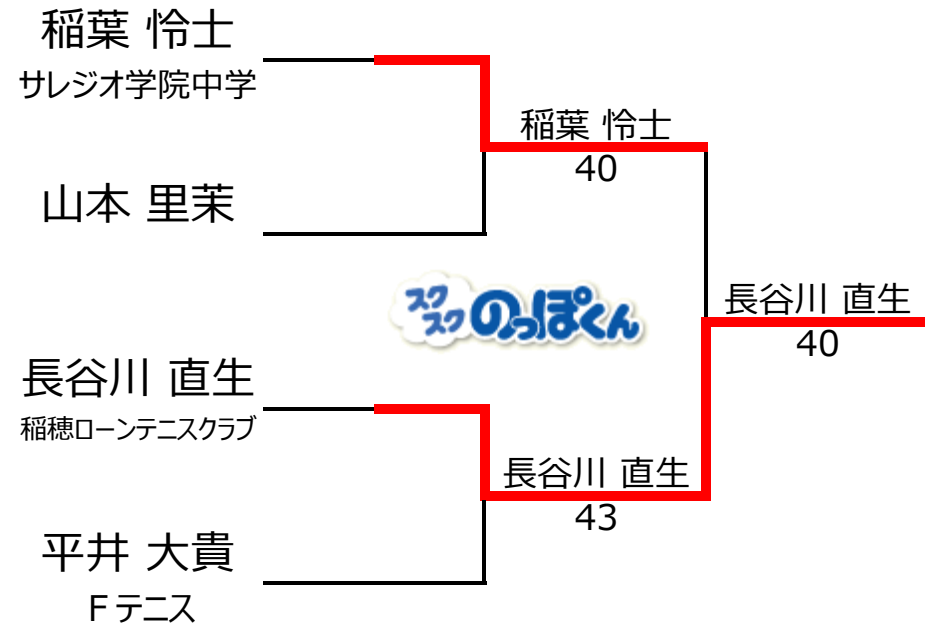 稲葉 怜士
サレジオ学院中学
稲葉 怜士
40
山本 里茉
スク
スク
のっぽくん
長谷川 直生
40
長谷川 直生
稲穂ローンテニスクラブ
長谷川 直生
43
平井 大貴
Fテニス